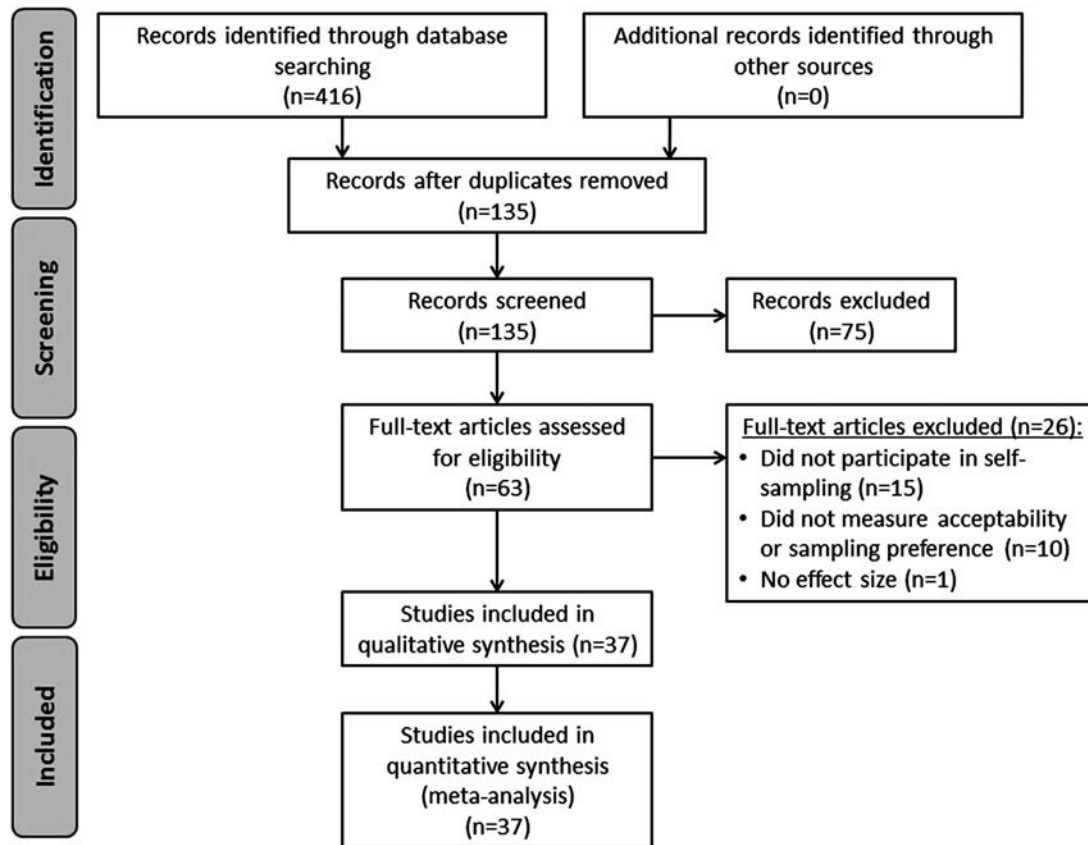 Identification
Records identified through database
searching
(n=416)
Additional records identified through
other sources
(n=0)
Records after duplicates removed
(n=135)
Screening
Records screened
(n=135)
Records excluded
(n=75)
Eligibility
Full-text articles assessed
for eligibility
(n=63)
Full-text articles excluded (n=26):
• Did not participate in self-
sampling (n=15)
• Did not measure acceptability
or sampling preference (n=10)
• No effect size (n=1)
Studies included in
qualitative synthesis (n=37)
Included
Studies included in
quantitative synthesis
(meta-analysis)
(n=37)